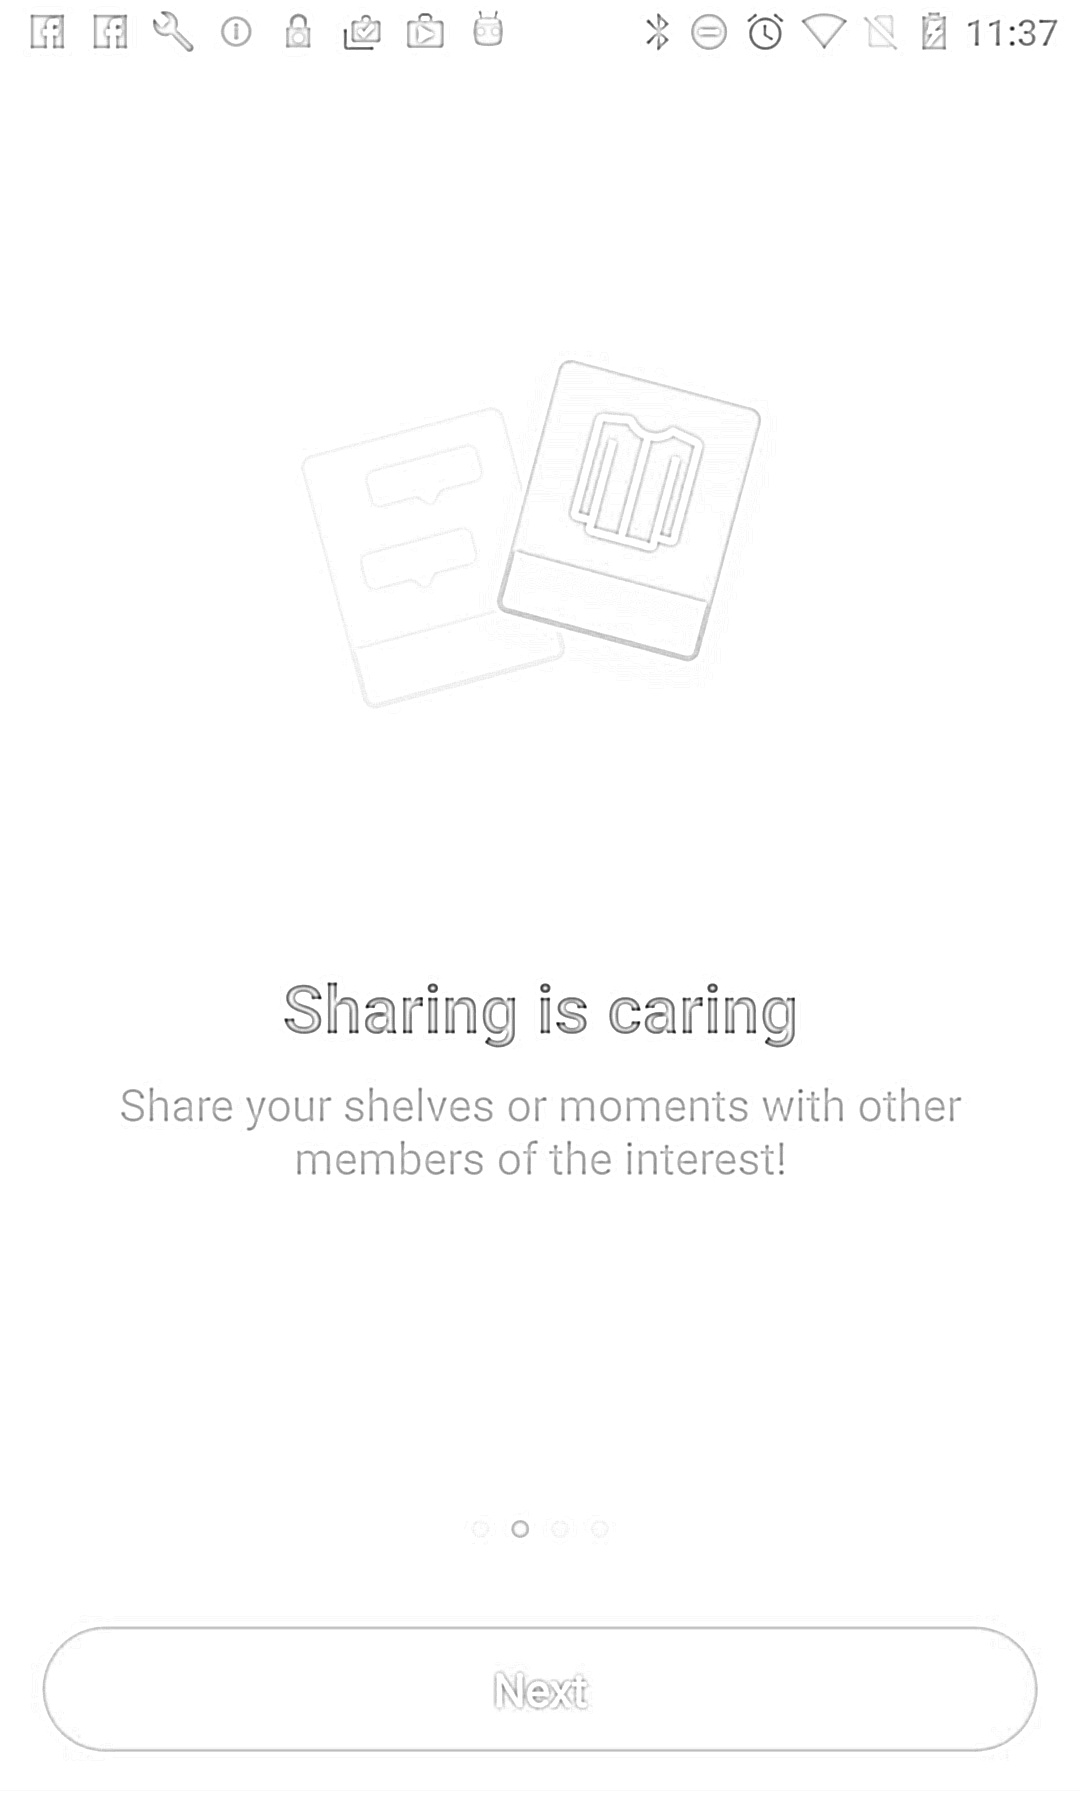 11:37
Sharing is caring
Share your shelves or moments with other
members of the interest!
Next